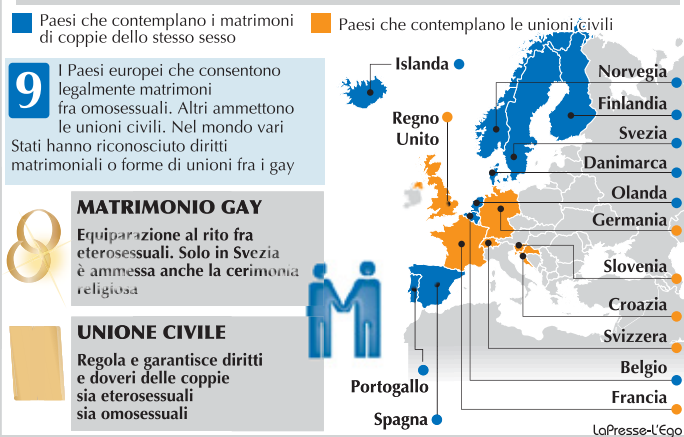 Paesi che contemplano i matrimoni
di coppie dello stesso sesso
Paesi che contemplano le unioni civili
9
I Paesi europei che consentono
legalmente matrimoni
fra omosessuali. Altri ammettono
le unioni civili. Nel mondo vari
Stati hanno riconosciuto diritti
matrimoniali o forme di unioni fra i gay
MATRIMONIO GAY
Equiparazione al rito fra
eterosessuali. Solo in Svezia
è ammessa anche la cerimonia
religiosa
UNIONE CIVILE
Regola e garantisce diritti
e doveri delle coppie
sia eterosessuali
sia omosessuali
Islanda
Regno
Unito
Norvegia
Finlandia
Svezia
Danimarca
Olanda
Germania
Slovenia
Croazia
Svizzera
Belgio
Francia
Portogallo
Spagna
LaPresse-L'Ego